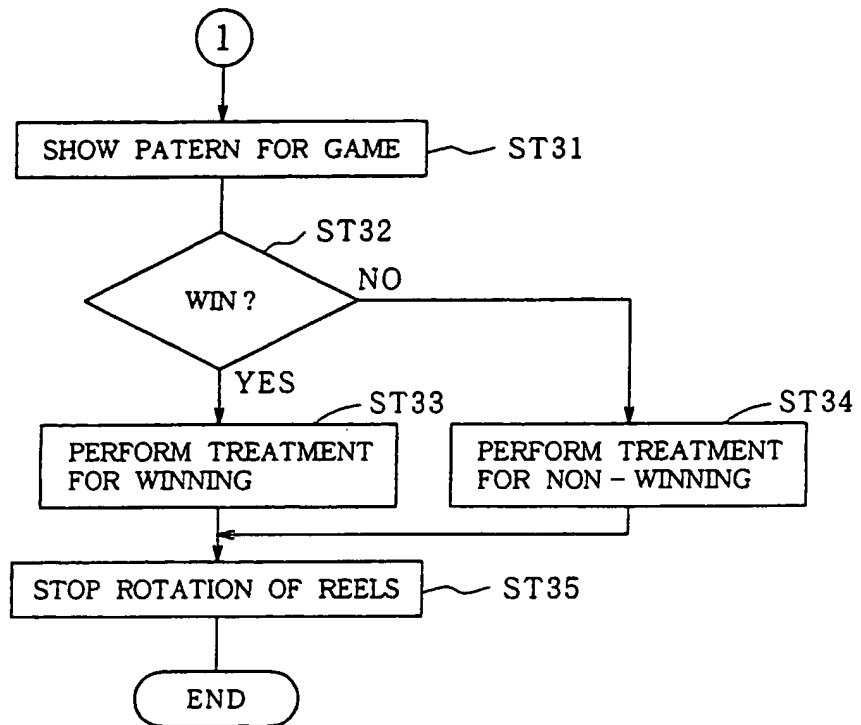 1
SHOW PATERN FOR GAME
ST31
ST32
WIN?
NO
YES
ST33
PERFORM TREATMENT
FOR WINNING
ST34
PERFORM TREATMENT
FOR NON-WINNING
STOP ROTATION OF REELS
ST35
END